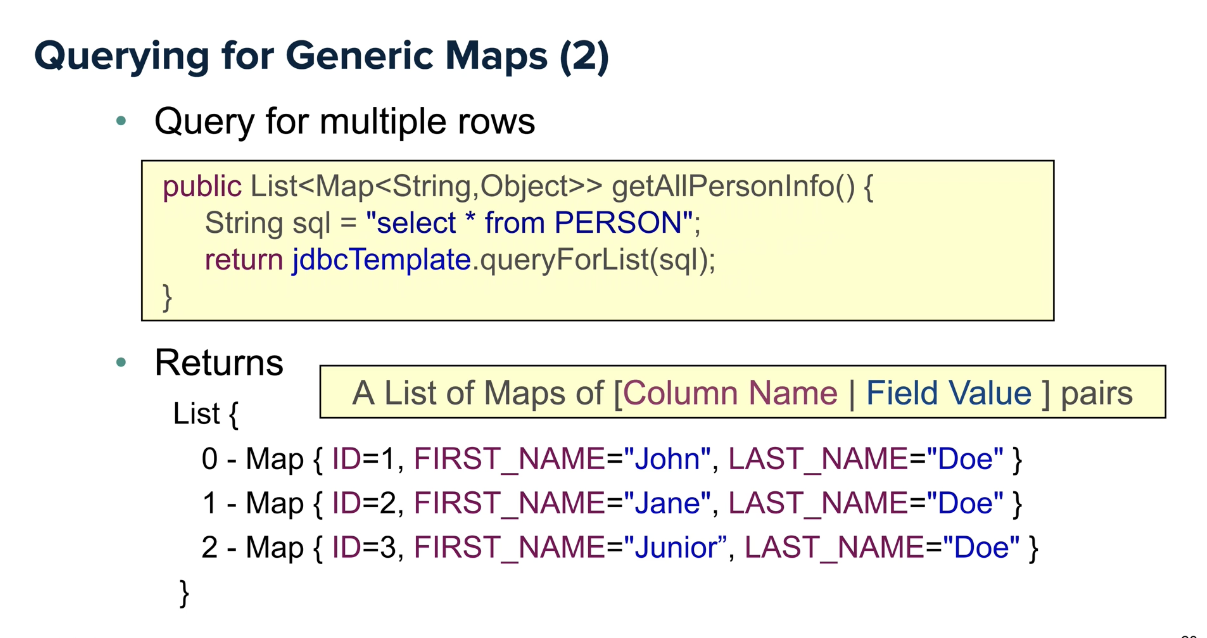 Querying for Generic Maps (2)
• Query for multiple rows
public List<Map<String,Object>> getAllPersonInfo() {
String sql = "select * from PERSON";
return jdbcTemplate.queryForList(sql);
}
• Returns
A List of Maps of [Column Name | Field Value ] pairs
List {
0 - Map { ID=1, FIRST_NAME="John", LAST_NAME="Doe" }
1 - Map { ID=2, FIRST_NAME="Jane", LAST_NAME="Doe" }
2 - Map { ID=3, FIRST_NAME="Junior”, LAST_NAME="Doe" }
}